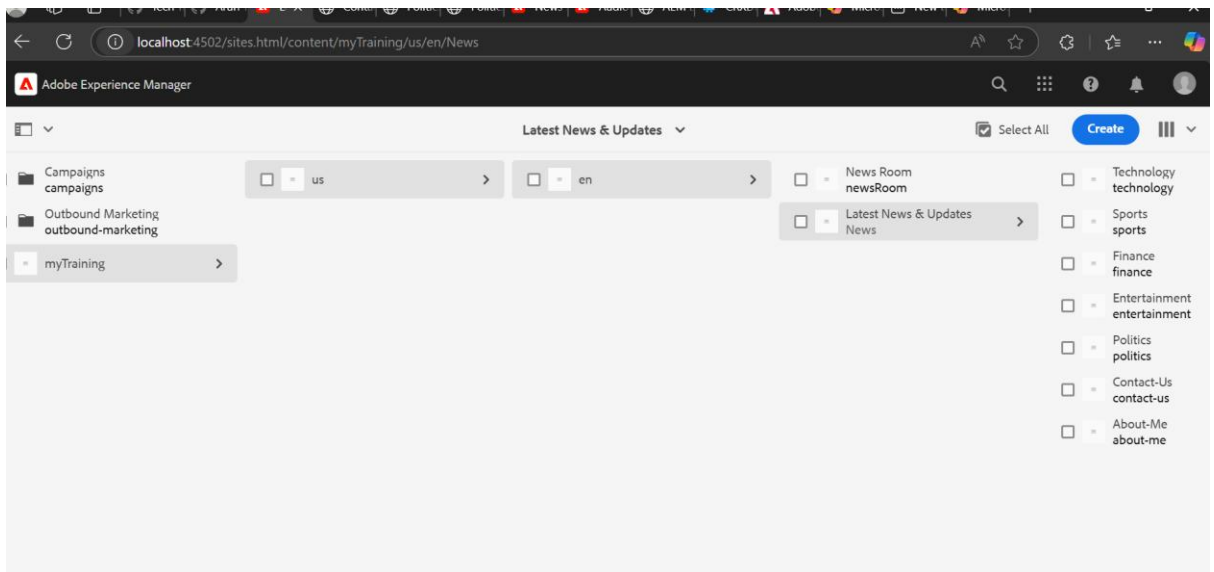 localhost:4502/sites.html/content/myTraining/us/en/News
Adobe Experience Manager
Latest News & Updates
Select All
Create
Campaigns
campaigns
Outbound Marketing
outbound-marketing
myTraining
us
en
News Room
newsRoom
Latest News & Updates
News
Technology
technology
Sports
sports
Finance
finance
Entertainment
entertainment
Politics
politics
Contact-Us
contact-us
About-Me
about-me